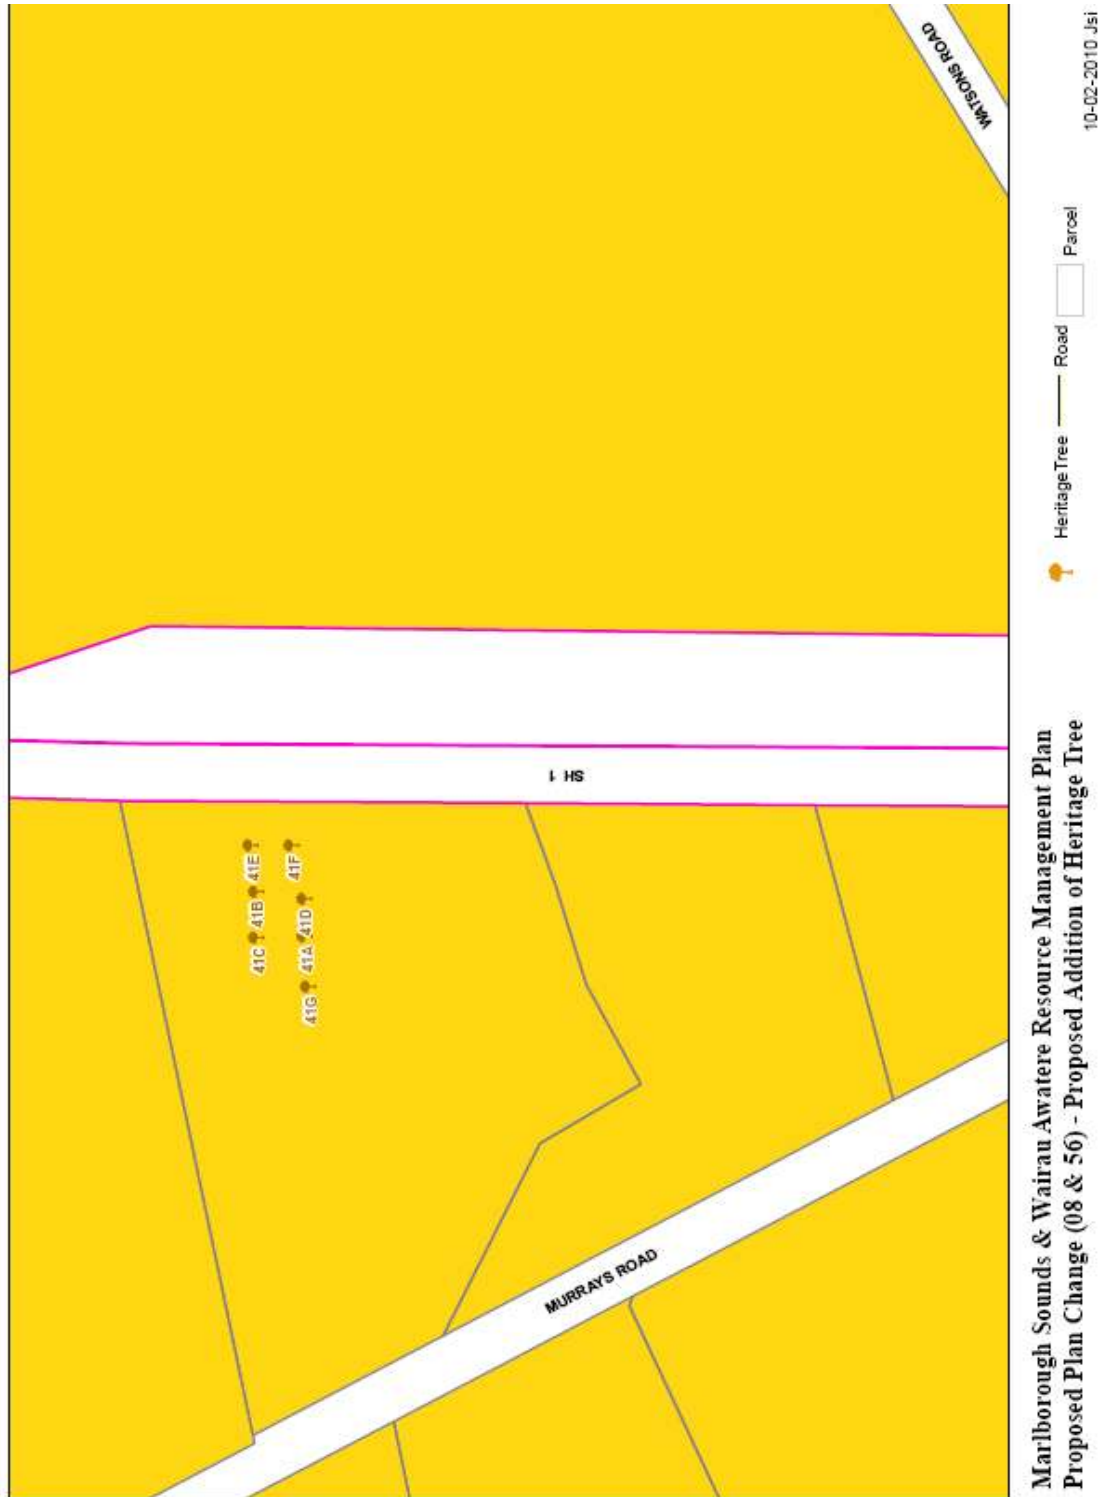 WATSONS ROAD
SH 1
41E
41B
41C
41F
41D
41A
41G
MURRAYS ROAD
Marlborough Sounds & Wairau Awatere Resource Management Plan
Proposed Plan Change (08 & 56) - Proposed Addition of Heritage Tree
HeritageTree
Road
Parcel
10-02-2010 Jsi